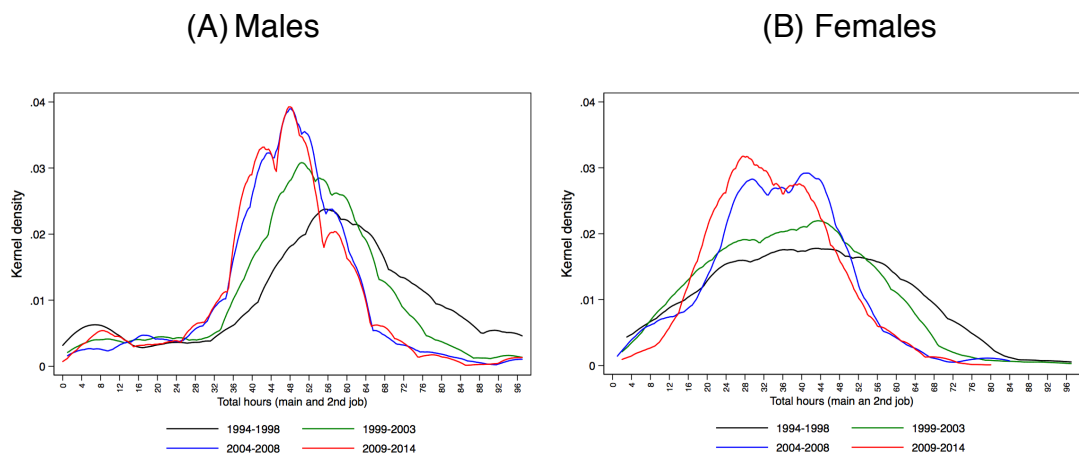 (A) Males
(B) Females
Kernel density
.04
.03
.02
.01
0
0 4 8 12 16 20 24 28 32 36 40 44 48 52 56 60 64 68 72 76 80 84 88 92 96
Total hours (main and 2nd job)
1994-1998 1999-2003
2004-2008 2009-2014
Kernel density
.04
.03
.02
.01
0
0 4 8 12 16 20 24 28 32 36 40 44 48 52 56 60 64 68 72 76 80 84 88 92 96
Total hours (main an 2nd job)
1994-1998 1999-2003
2004-2008 2009-2014